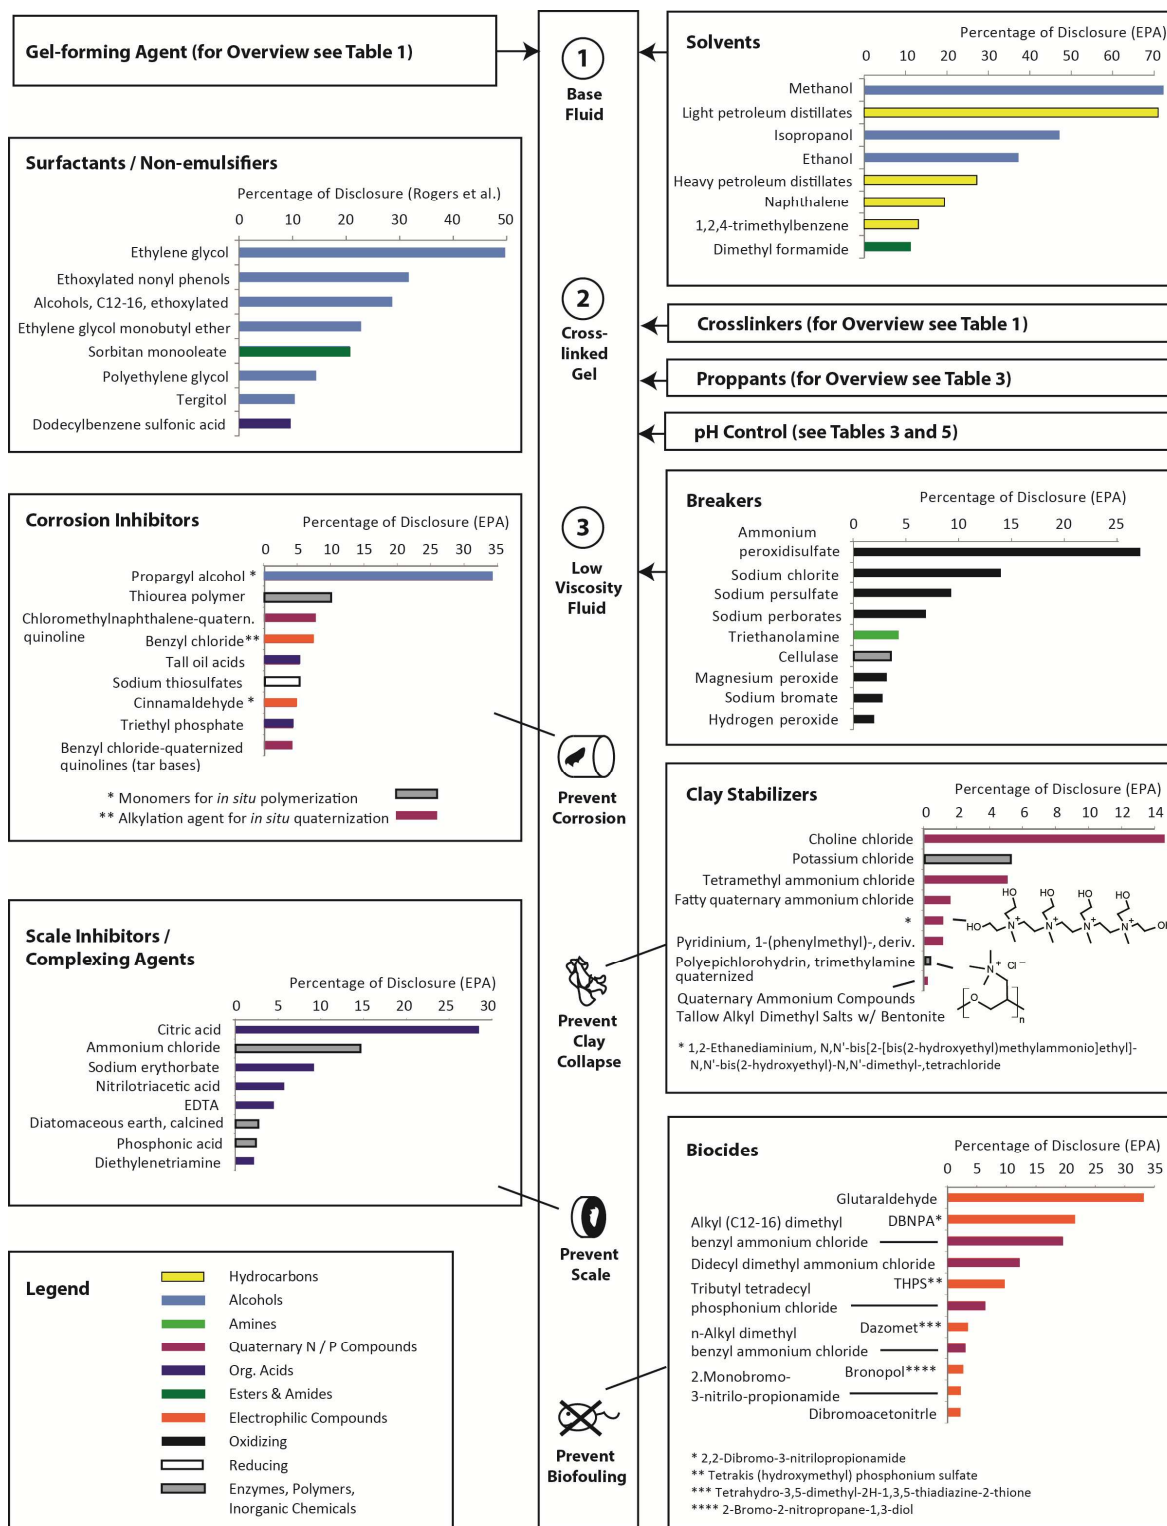 Gel-forming Agent (for Overview see Table 1)
1
Base
Fluid
Solvents
Percentage of Disclosure (EPA)
0 10 20 30 40 50 60 70
Methanol
Light petroleum distillates
Isopropanol
Ethanol
Heavy petroleum distillates
Naphthalene
1,2,4-trimethylbenzene
Dimethyl formamide
Surfactants / Non-emulsifiers
Percentage of Disclosure (Rogers et al.)
0 10 20 30 40 50
Ethylene glycol
Ethoxylated nonyl phenols
Alcohols, C12-16, ethoxylated
Ethylene glycol monobutyl ether
Sorbitan monooleate
Polyethylene glycol
Tergitol
Dodecylbenzene sulfonic acid
2
Cross-
linked
Gel
Crosslinkers (for Overview see Table 1)
Proppants (for Overview see Table 3)
pH Control (see Tables 3 and 5)
Corrosion Inhibitors
Percentage of Disclosure (EPA)
0 5 10 15 20 25 30 35
Propargyl alcohol *
Thiourea polymer
Chloromethylnaphthalene-quatern.
quinoline
Benzyl chloride**
Tall oil acids
Sodium thiosulfates
Cinnamaldehyde *
Triethyl phosphate
Benzyl chloride-quaternized
quinolines (tar bases)
* Monomers for in situ polymerization
** Alkylation agent for in situ quaternization
3
Low
Viscosity
Fluid
Breakers
Percentage of Disclosure (EPA)
0 5 10 15 20 25
Ammonium
peroxidisulfate
Sodium chlorite
Sodium persulfate
Sodium perborates
Triethanolamine
Cellulase
Magnesium peroxide
Sodium bromate
Hydrogen peroxide
Prevent
Corrosion
Clay Stabilizers
Percentage of Disclosure (EPA)
0 2 4 6 8 10 12 14
Choline chloride
Potassium chloride
Tetramethyl ammonium chloride
Fatty quaternary ammonium chloride
*
HO HO HO HO
HO N+ N+ N+ N+ OH
Pyridinium, 1-(phenylmethyl)-, deriv.
Polyepichlorohydrin, trimethylamine
quaternized
N+ Cl−
O n
Quaternary Ammonium Compounds
Tallow Alkyl Dimethyl Salts w/ Bentonite
* 1,2-Ethanediaminium, N,N'-bis[2-[bis(2-hydroxyethyl)methylammonio]ethyl]-
N,N'-bis(2-hydroxyethyl)-N,N'-dimethyl-,tetrachloride
Scale Inhibitors /
Complexing Agents
Percentage of Disclosure (EPA)
0 5 10 15 20 25 30
Citric acid
Ammonium chloride
Sodium erythorbate
Nitrilotriacetic acid
EDTA
Diatomaceous earth, calcined
Phosphonic acid
Diethylenetriamine
Prevent
Clay
Collapse
Prevent
Scale
Biocides
Percentage of Disclosure (EPA)
0 5 10 15 20 25 30 35
Glutaraldehyde
DBNPA*
Alkyl (C12-16) dimethyl
benzyl ammonium chloride
Didecyl dimethyl ammonium chloride
THPS**
Tributyl tetradecyl
phosphonium chloride
Dazomet***
n-Alkyl dimethyl
benzyl ammonium chloride
Bronopol****
2.Monobromo-
3-nitrilo-propionamide
Dibromoacetonitrle
* 2,2-Dibromo-3-nitrilopropionamide
** Tetrakis (hydroxymethyl) phosphonium sulfate
*** Tetrahydro-3,5-dimethyl-2H-1,3,5-thiadiazine-2-thione
**** 2-Bromo-2-nitropropane-1,3-diol
Prevent
Biofouling
Legend
Hydrocarbons
Alcohols
Amines
Quaternary N / P Compounds
Org. Acids
Esters & Amides
Electrophilic Compounds
Oxidizing
Reducing
Enzymes, Polymers,
Inorganic Chemicals